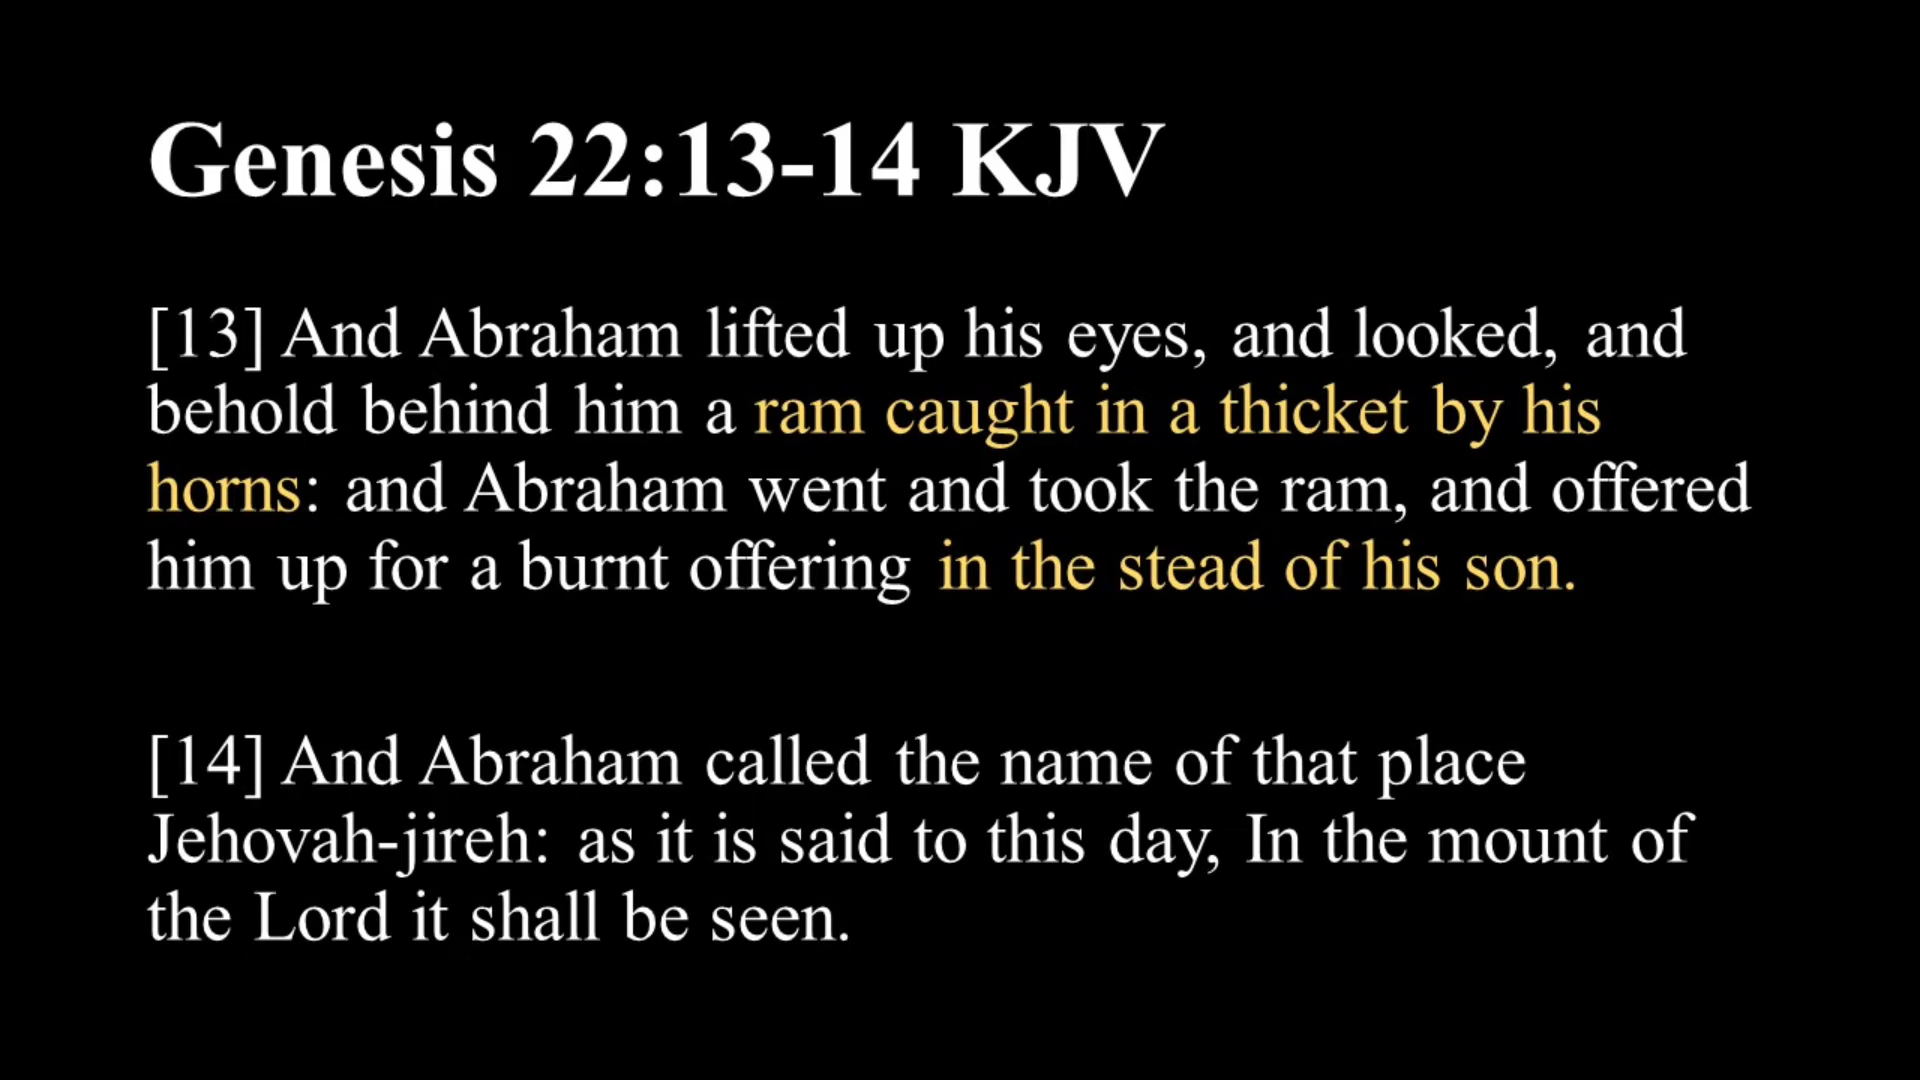 Genesis 22:13-14 KJV
[13] And Abraham lifted up his eyes, and looked, and
behold behind him a ram caught in a thicket by his
horns: and Abraham went and took the ram, and offered
him up for a burnt offering in the stead of his son.
[14] And Abraham called the name of that place
Jehovah-jireh: as it is said to this day, In the mount of
the Lord it shall be seen.